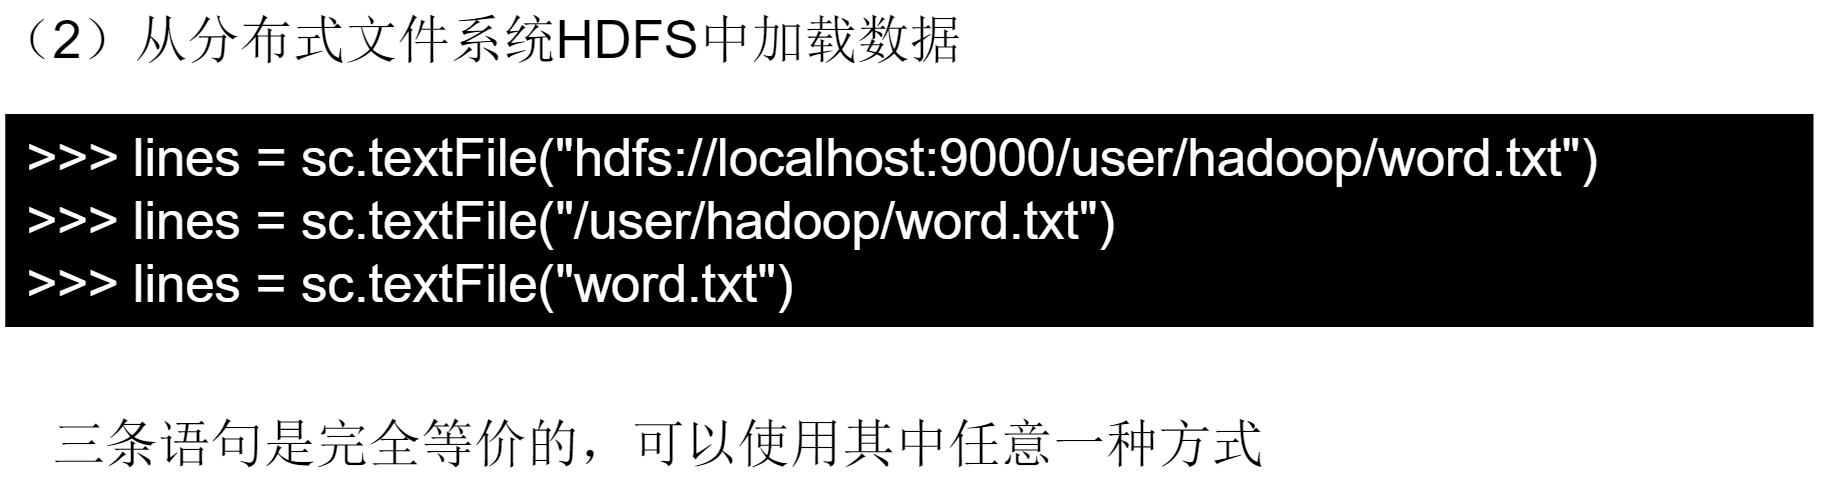 （2）从分布式文件系统HDFS中加载数据
>>> lines = sc.textFile("hdfs://localhost:9000/user/hadoop/word.txt")
>>> lines = sc.textFile("/user/hadoop/word.txt")
>>> lines = sc.textFile("word.txt")
三条语句是完全等价的，可以使用其中任意一种方式